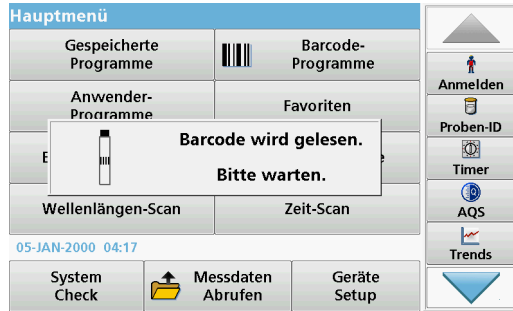 Hauptmenü
Gespeicherte
Programme
Barcode-
Programme
Anwender-
Programme
Favoriten
Barcode wird gelesen.
Bitte warten.
Wellenlängen-Scan
Zeit-Scan
05-JAN-2000 04:17
System
Check
Messdaten
Abrufen
Geräte
Setup
Anmelden
Proben-ID
Timer
AQS
Trends